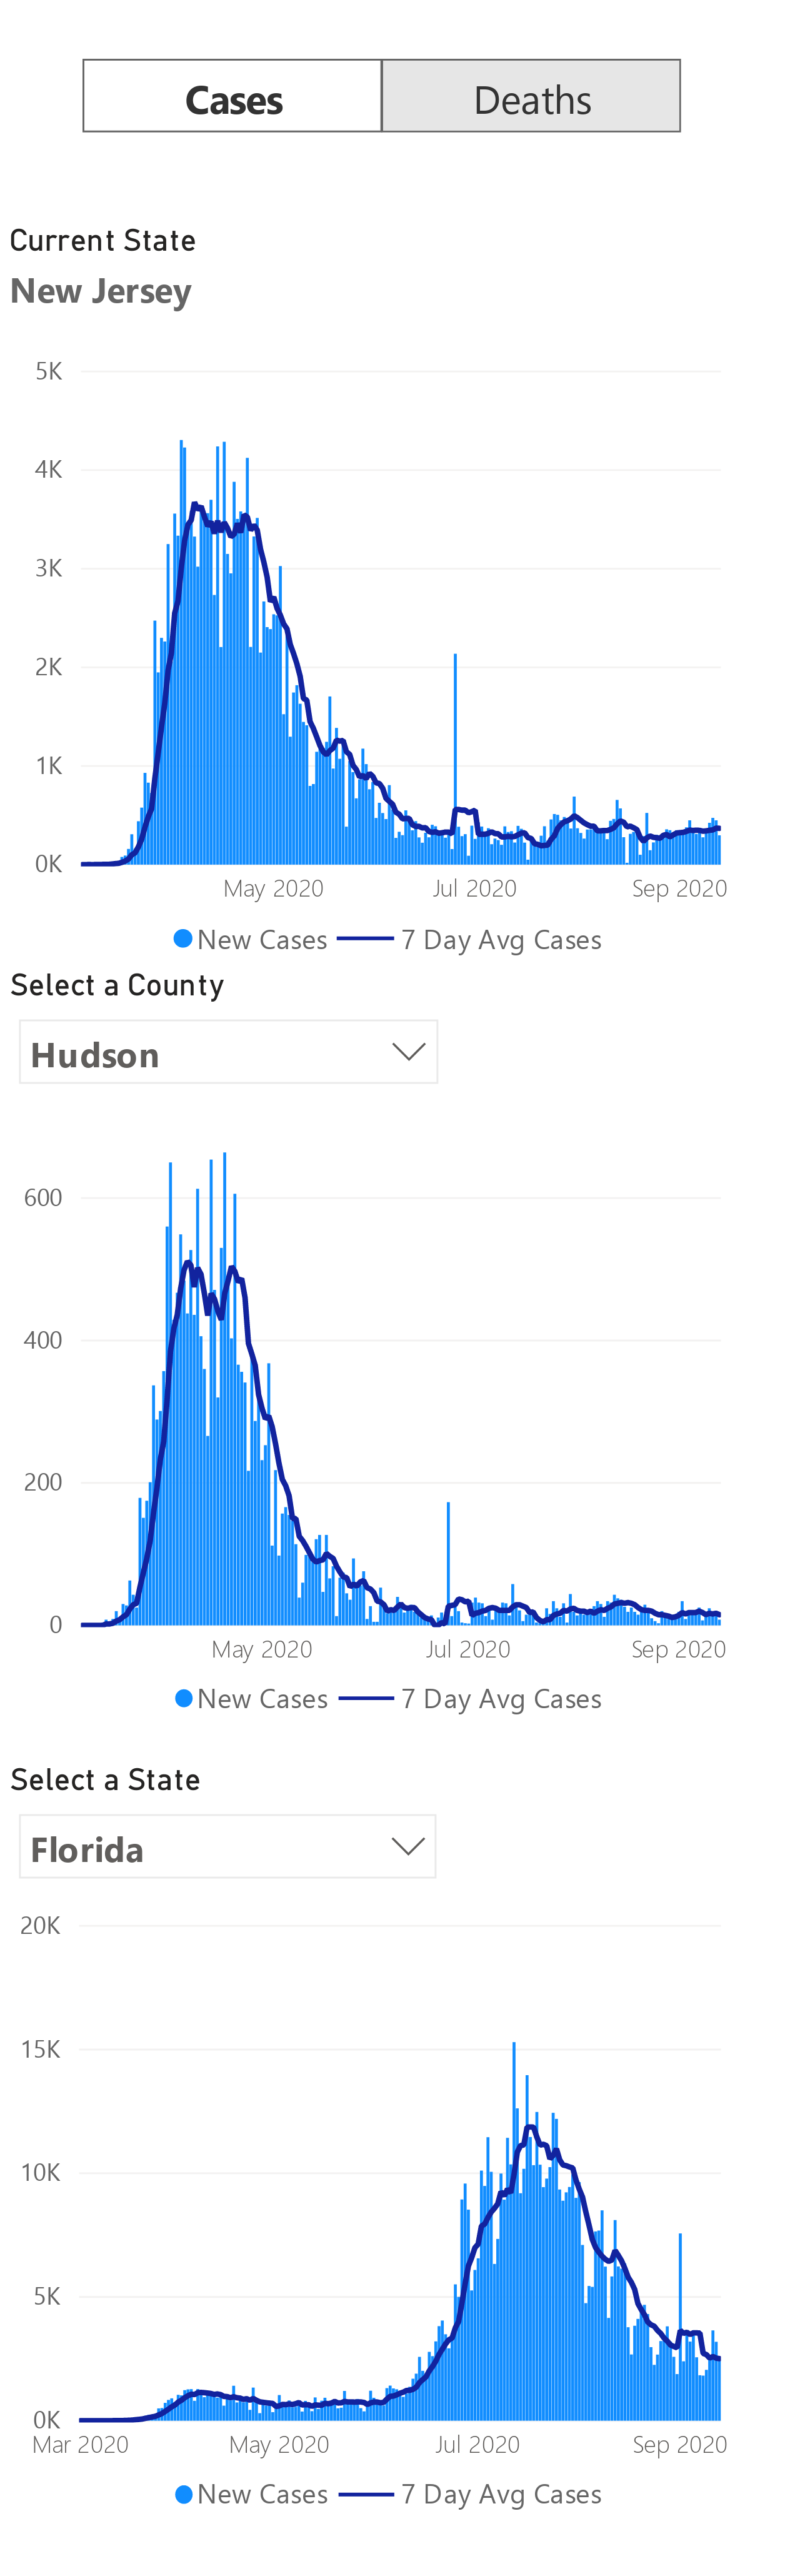 Cases Deaths
Current State
New Jersey
5K
4K
3K
2K
1K
0K
May 2020 Jul 2020 Sep 2020
New Cases 7 Day Avg Cases
Select a County
Hudson
600
400
200
0
May 2020 Jul 2020 Sep 2020
New Cases 7 Day Avg Cases
Select a State
Florida
20K
15K
10K
5K
0K
Mar 2020 May 2020 Jul 2020 Sep 2020
New Cases 7 Day Avg Cases